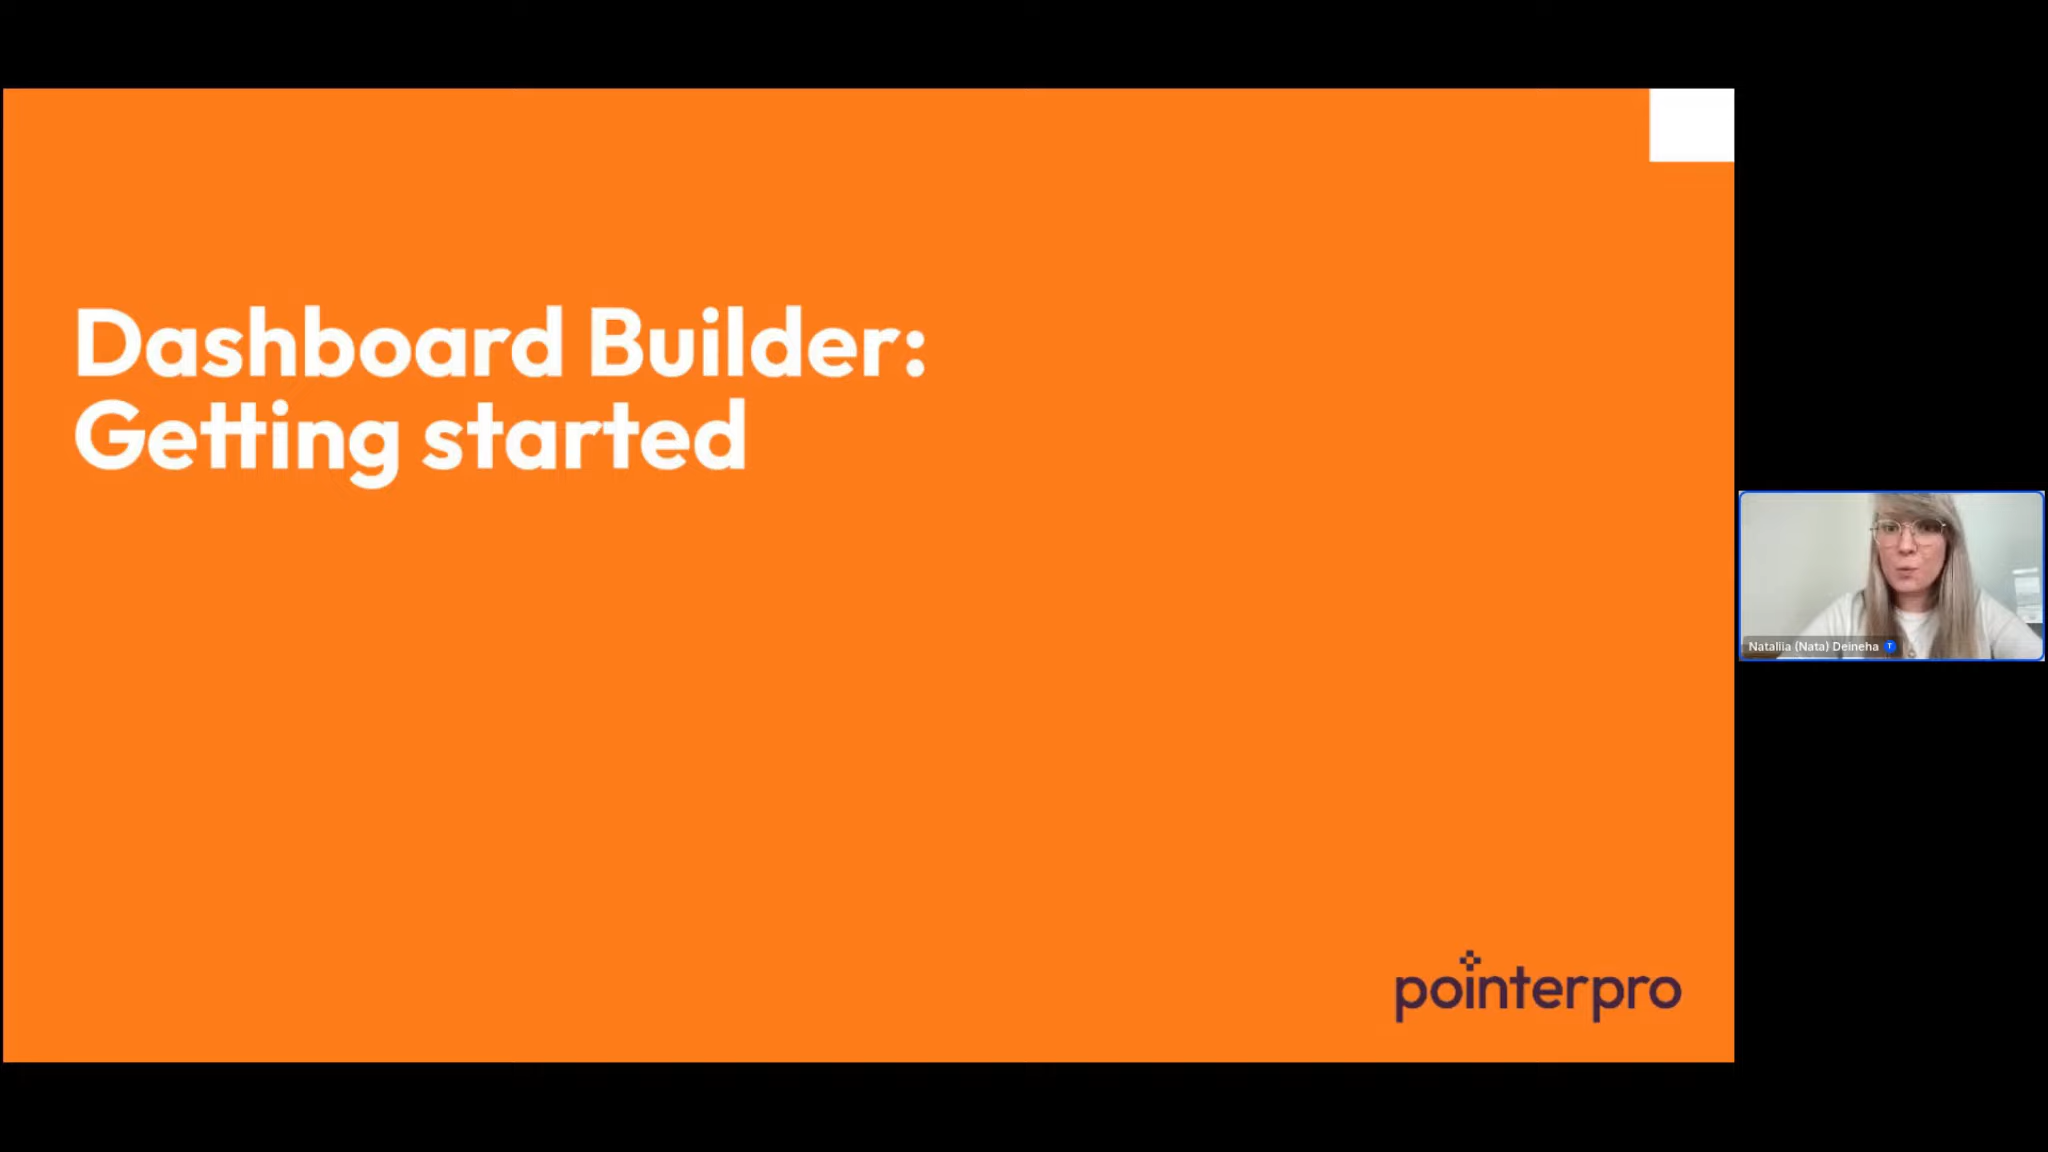 Dashboard Builder:
Getting started
Nataliia (Nata) Deineha
T
pointerpro